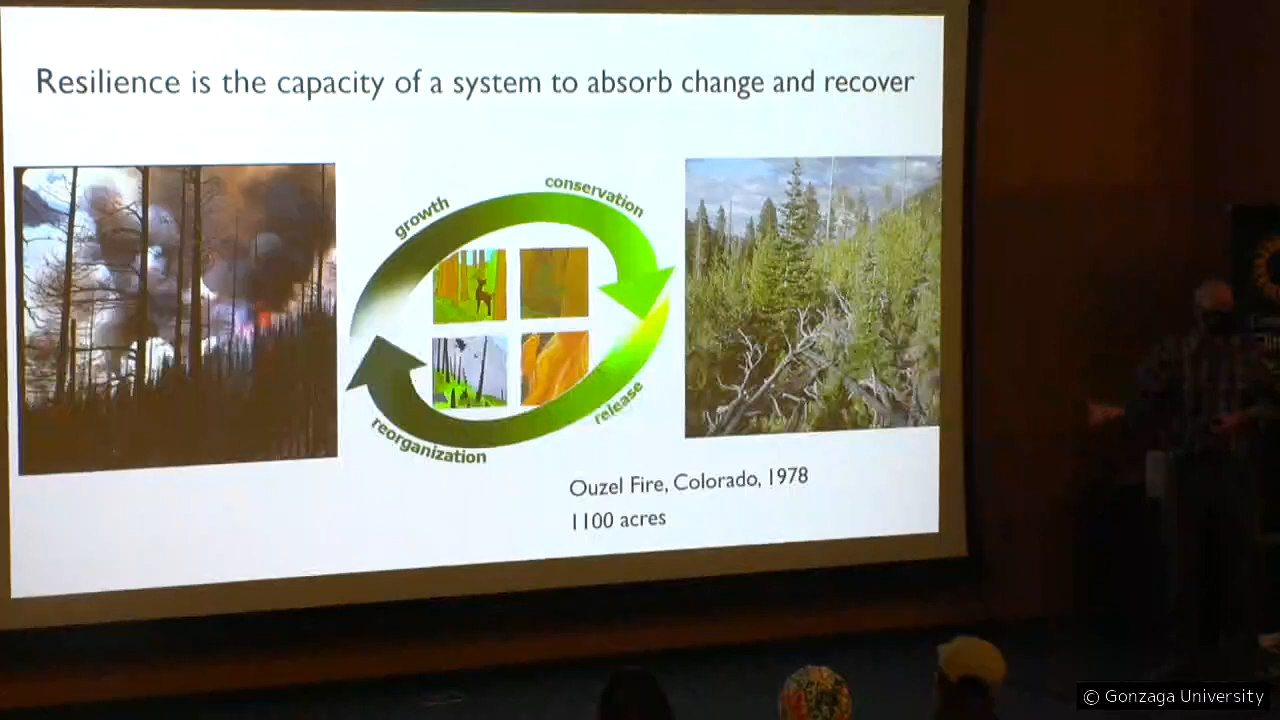 Resilience is the capacity of a system to absorb change and recover
growth
conservation
release
reorganization
Ouzel Fire, Colorado, 1978
1100 acres
© Gonzaga University